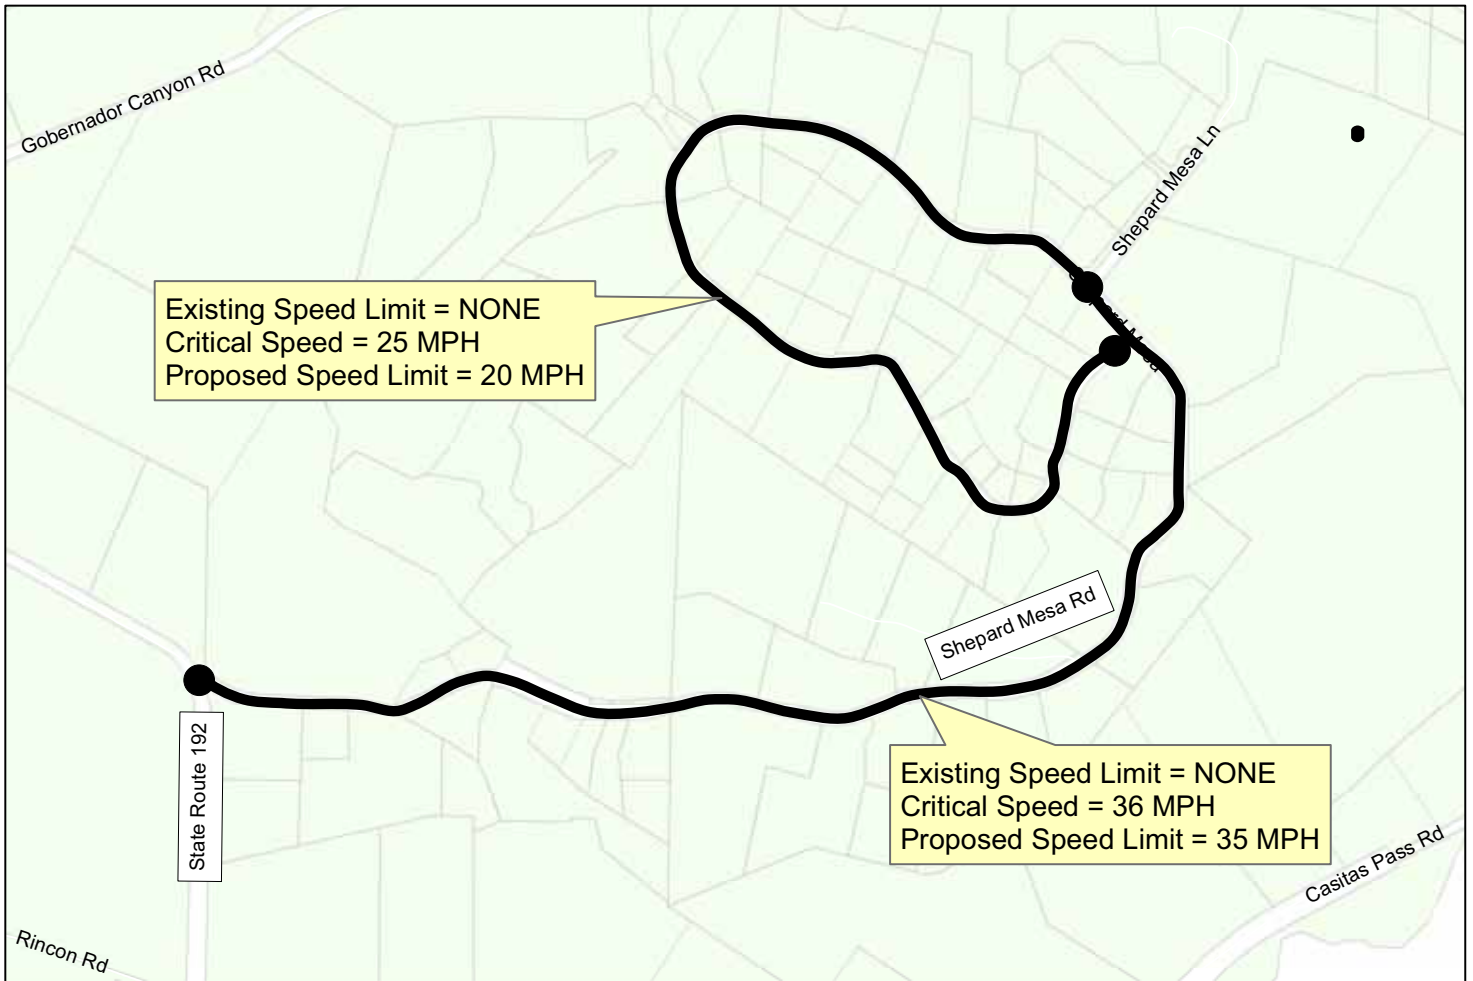 Gobernador Canyon Rd
Shepard Mesa Ln
Existing Speed Limit = NONE
Critical Speed = 25 MPH
Proposed Speed Limit = 20 MPH
Shepard Mesa Rd
State Route 192
Existing Speed Limit = NONE
Critical Speed = 36 MPH
Proposed Speed Limit = 35 MPH
Casitas Pass Rd
Rincon Rd